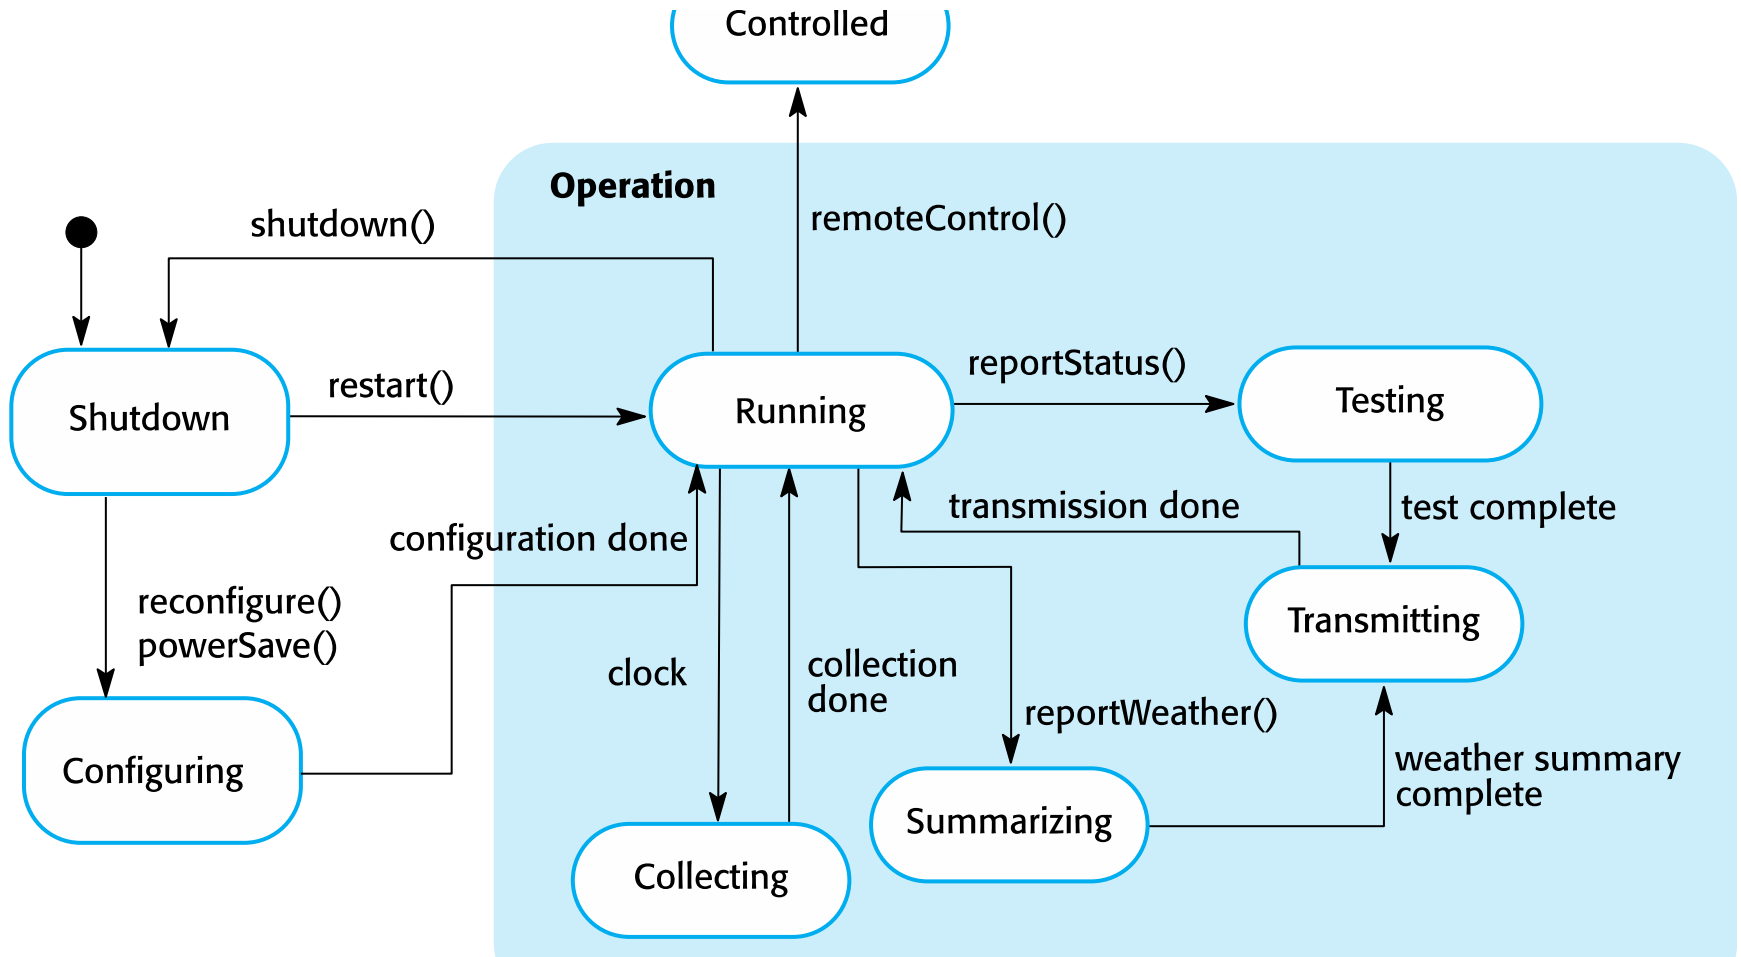 Controlled
Operation
shutdown()
remoteControl()
restart()
reportStatus()
Shutdown
Running
Testing
configuration done
transmission done
test complete
reconfigure()
powerSave()
Transmitting
clock
collection
done
reportWeather()
Configuring
weather summary
complete
Summarizing
Collecting